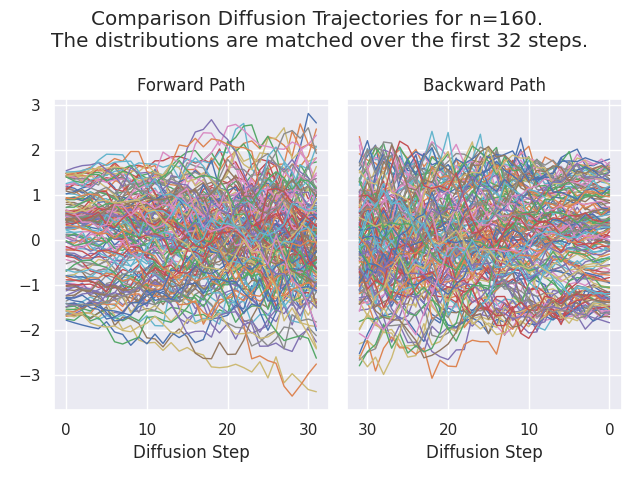 Comparison Diffusion Trajectories for n=160.
The distributions are matched over the first 32 steps.
Forward Path
Backward Path
3
2
1
0
−1
−2
−3
0 10 20 30
30 20 10 0
Diffusion Step
Diffusion Step